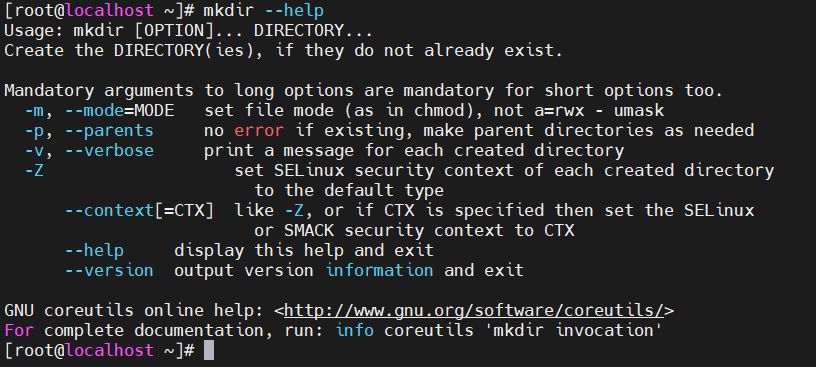 [root@localhost ~]# mkdir --help
Usage: mkdir [OPTION]... DIRECTORY...
Create the DIRECTORY(ies), if they do not already exist.

Mandatory arguments to long options are mandatory for short options too.
  -m, --mode=MODE   set file mode (as in chmod), not a=rwx - umask
  -p, --parents     no error if existing, make parent directories as needed
  -v, --verbose     print a message for each created directory
  -Z                   set SELinux security context of each created directory
                         to the default type
      --context[=CTX]  like -Z, or if CTX is specified then set the SELinux
                         or SMACK security context to CTX
      --help     display this help and exit
      --version  output version information and exit

GNU coreutils online help: <http://www.gnu.org/software/coreutils/>
For complete documentation, run: info coreutils 'mkdir invocation'
[root@localhost ~]#